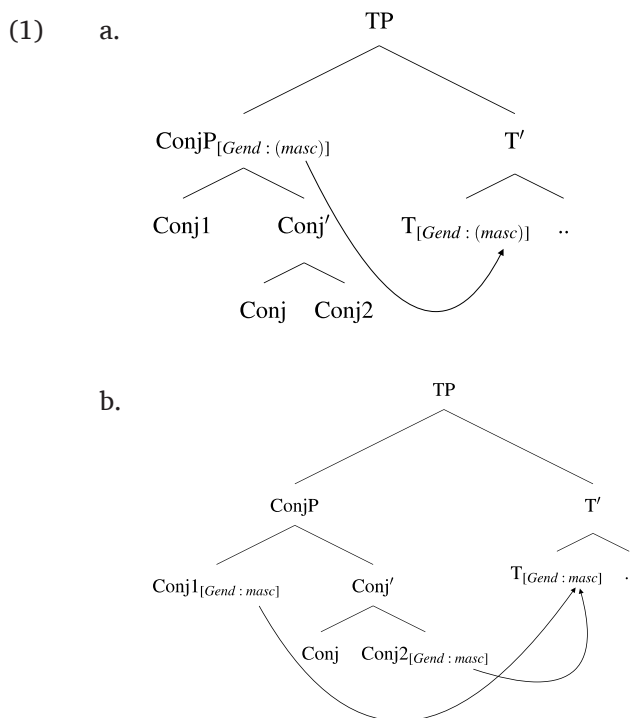 (1) a. TP
ConjP[Gend : (masc)] T′
Conj1 Conj′ T[Gend : (masc)] ..
Conj Conj2
b. TP
ConjP T′
Conj1[Gend : masc] Conj′ T[Gend : masc] .
Conj Conj2[Gend : masc]